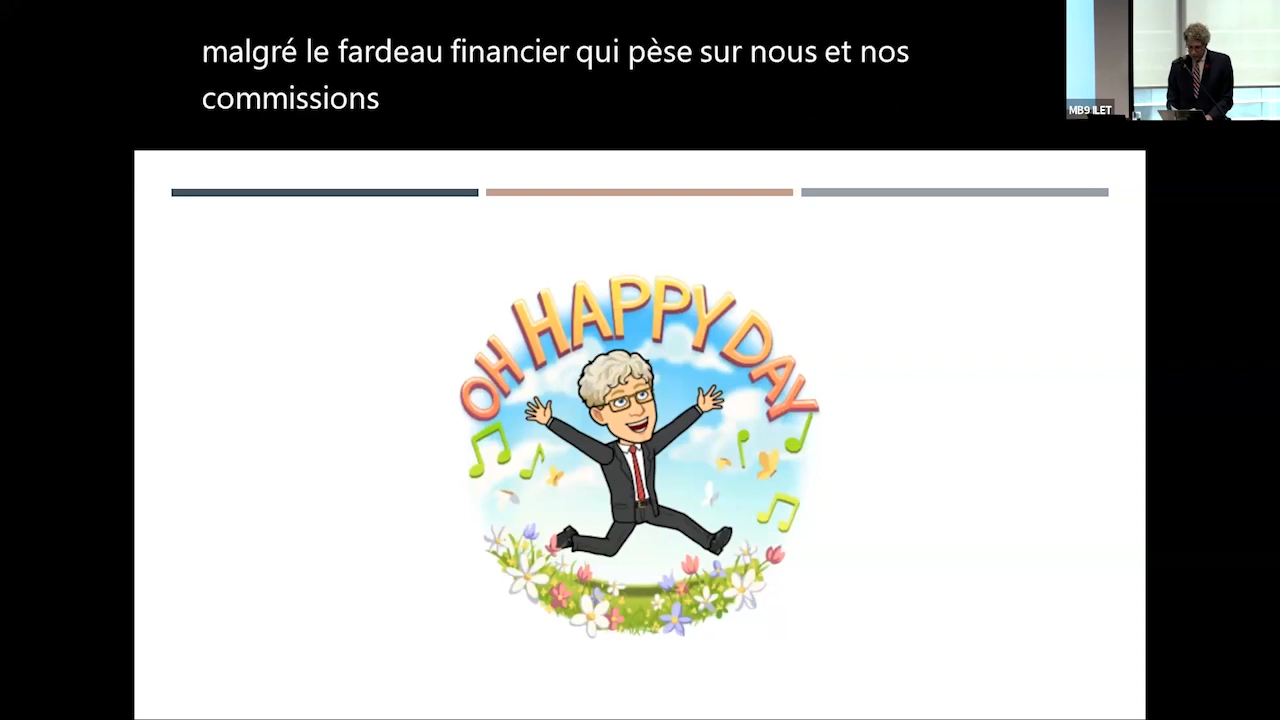 malgré le fardeau financier qui pèse sur nous et nos
commissions
MB9 ILET
OH HAPPY DAY